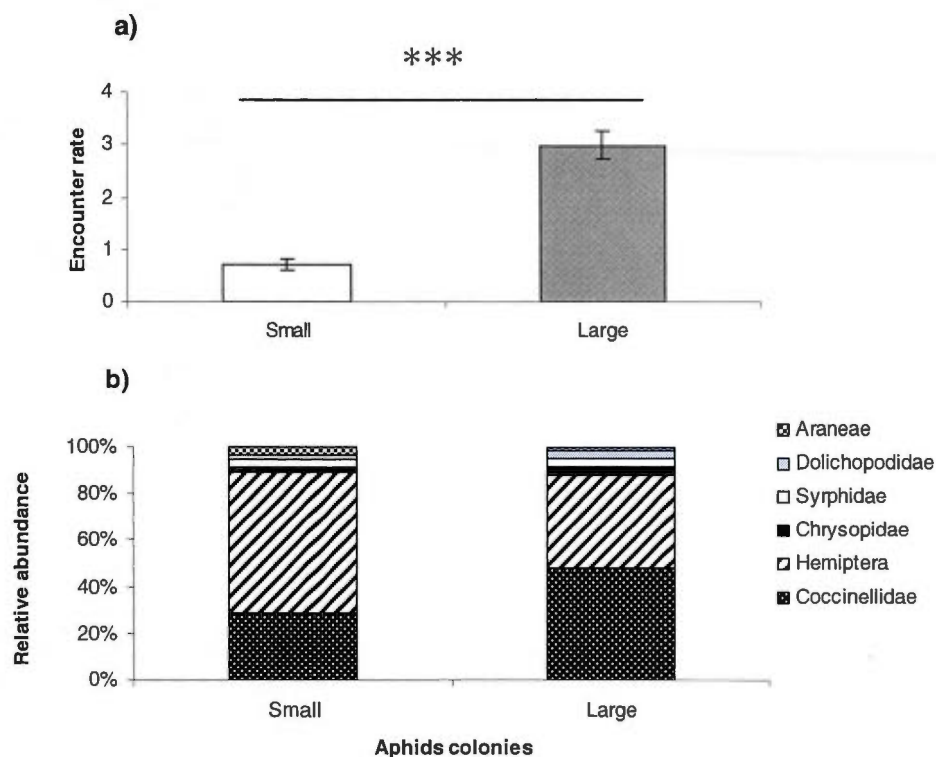 a)
***
Encounter rate
4
3
2
1
0
Small
Large
b)
Relative abundance
100%
80%
60%
40%
20%
0%
Small
Large
Aphids colonies
Araneae
Dolichopodidae
Syrphidae
Chrysopidae
Hemiptera
Coccinellidae